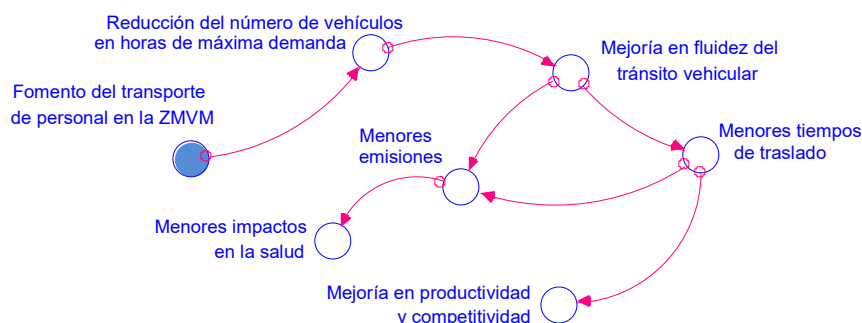 Reducción del número de vehículos
en horas de máxima demanda
Mejoría en fluidez del
tránsito vehicular
Fomento del transporte
de personal en la ZMVM
Menores tiempos
de traslado
Menores
emisiones
Menores impactos
en la salud
Mejoría en productividad
y competitividad